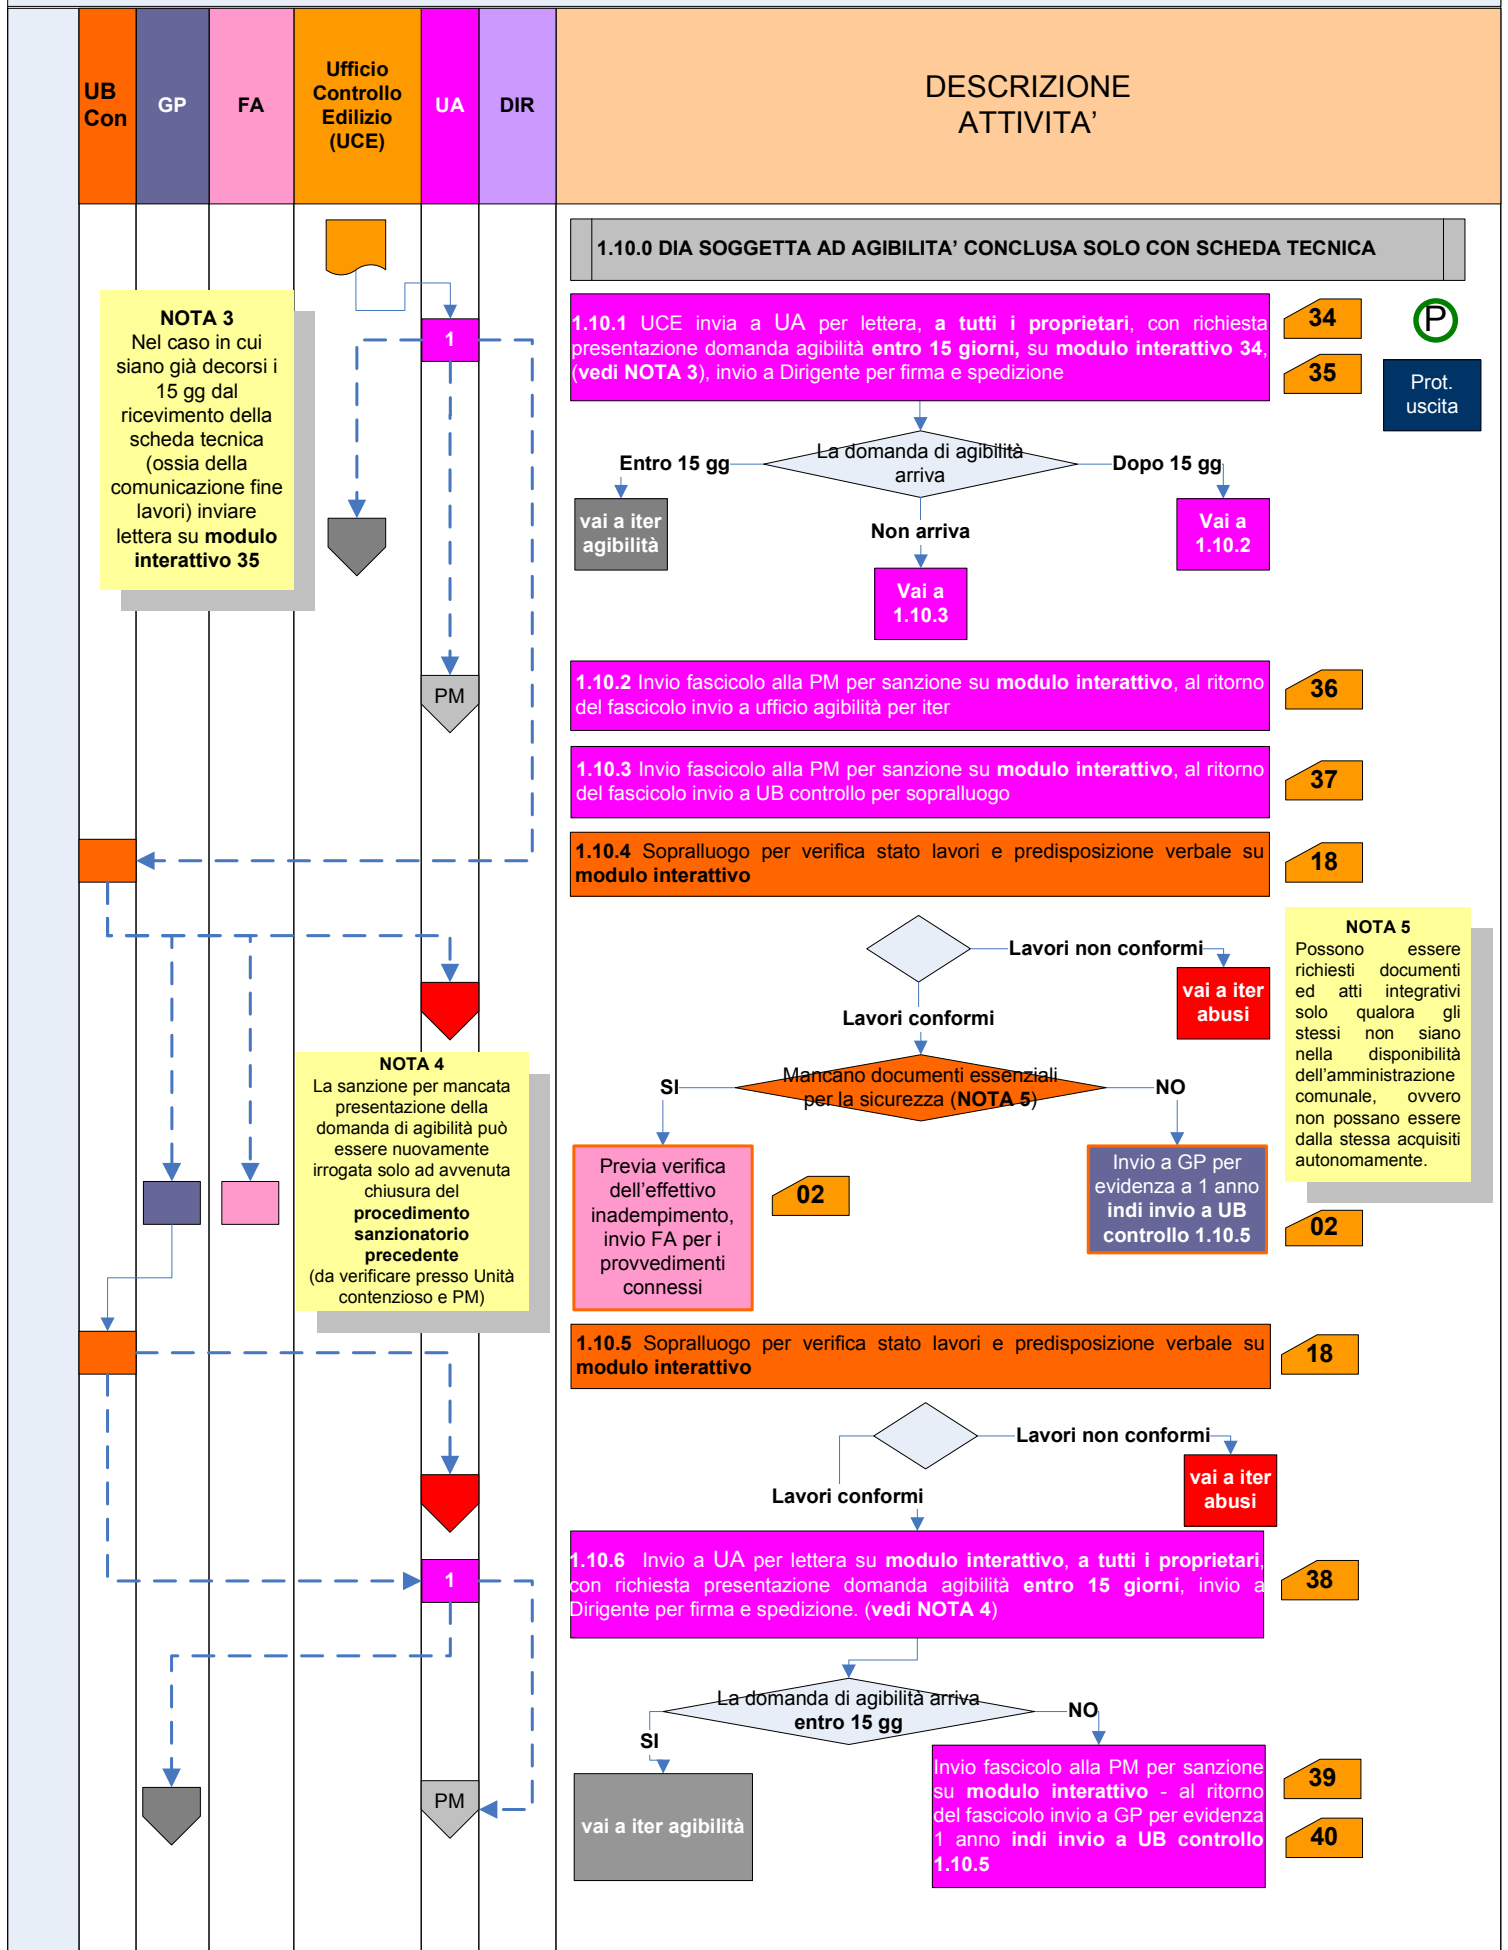 UB
Con
GP
FA
Ufficio
Controllo
Edilizio
(UCE)
UA
DIR
DESCRIZIONE
ATTIVITA’
1.10.0 DIA SOGGETTA AD AGIBILITA’ CONCLUSA SOLO CON SCHEDA TECNICA
NOTA 3
Nel caso in cui
siano già decorsi i
15 gg dal
ricevimento della
scheda tecnica
(ossia della
comunicazione fine
lavori) inviare
lettera su modulo
interattivo 35
1
1.10.1 UCE invia a UA per lettera, a tutti i proprietari, con richiesta
presentazione domanda agibilità entro 15 giorni, su modulo interattivo 34,
(vedi NOTA 3), invio a Dirigente per firma e spedizione
34
35
P
Prot.
uscita
La domanda di agibilità
arriva
Entro 15 gg
Dopo 15 gg
Non arriva
vai a iter
agibilità
Vai a
1.10.2
Vai a
1.10.3
PM
1.10.2 Invio fascicolo alla PM per sanzione su modulo interattivo, al ritorno
del fascicolo invio a ufficio agibilità per iter
36
1.10.3 Invio fascicolo alla PM per sanzione su modulo interattivo, al ritorno
del fascicolo invio a UB controllo per sopralluogo
37
1.10.4 Sopralluogo per verifica stato lavori e predisposizione verbale su
modulo interattivo
18
Lavori non conformi
vai a iter
abusi
Lavori conformi
NOTA 5
Possono essere
richiesti documenti
ed atti integrativi
solo qualora gli
stessi non siano
nella disponibilità
dell’amministrazione
comunale, ovvero
non possano essere
dalla stessa acquisiti
autonomamente.
Mancano documenti essenziali
per la sicurezza (NOTA 5)
SI
NO
NOTA 4
La sanzione per mancata
presentazione della
domanda di agibilità può
essere nuovamente
irrogata solo ad avvenuta
chiusura del
procedimento
sanzionatorio
precedente
(da verificare presso Unità
contenzioso e PM)
Previa verifica
dell’effettivo
inadempimento,
invio FA per i
provvedimenti
connessi
02
Invio a GP per
evidenza a 1 anno
indi invio a UB
controllo 1.10.5
02
1.10.5 Sopralluogo per verifica stato lavori e predisposizione verbale su
modulo interattivo
18
Lavori non conformi
vai a iter
abusi
Lavori conformi
1
1.10.6 Invio a UA per lettera su modulo interattivo, a tutti i proprietari,
con richiesta presentazione domanda agibilità entro 15 giorni, invio a
Dirigente per firma e spedizione. (vedi NOTA 4)
38
La domanda di agibilità arriva
entro 15 gg
SI
NO
PM
vai a iter agibilità
Invio fascicolo alla PM per sanzione
su modulo interattivo - al ritorno
del fascicolo invio a GP per evidenza
1 anno indi invio a UB controllo
1.10.5
39
40